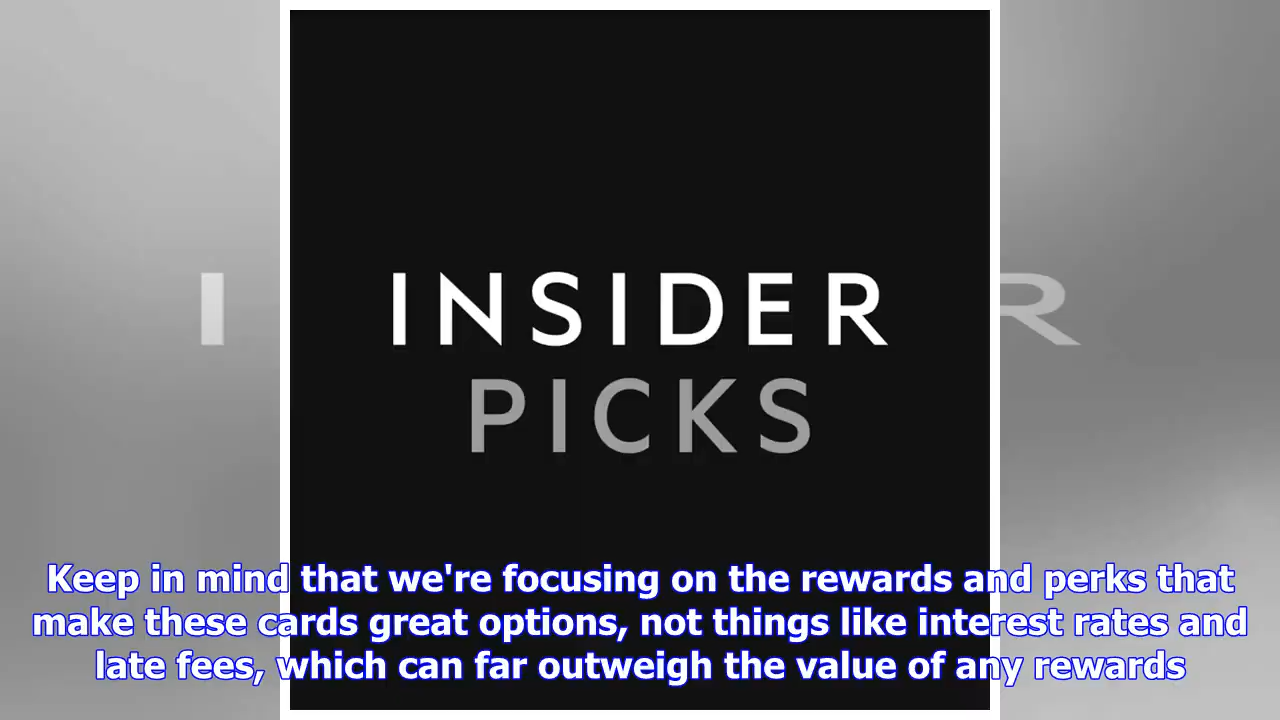 INSIDER
PICKS
Keep in mind that we're focusing on the rewards and perks that
make these cards great options, not things like interest rates and
late fees, which can far outweigh the value of any rewards